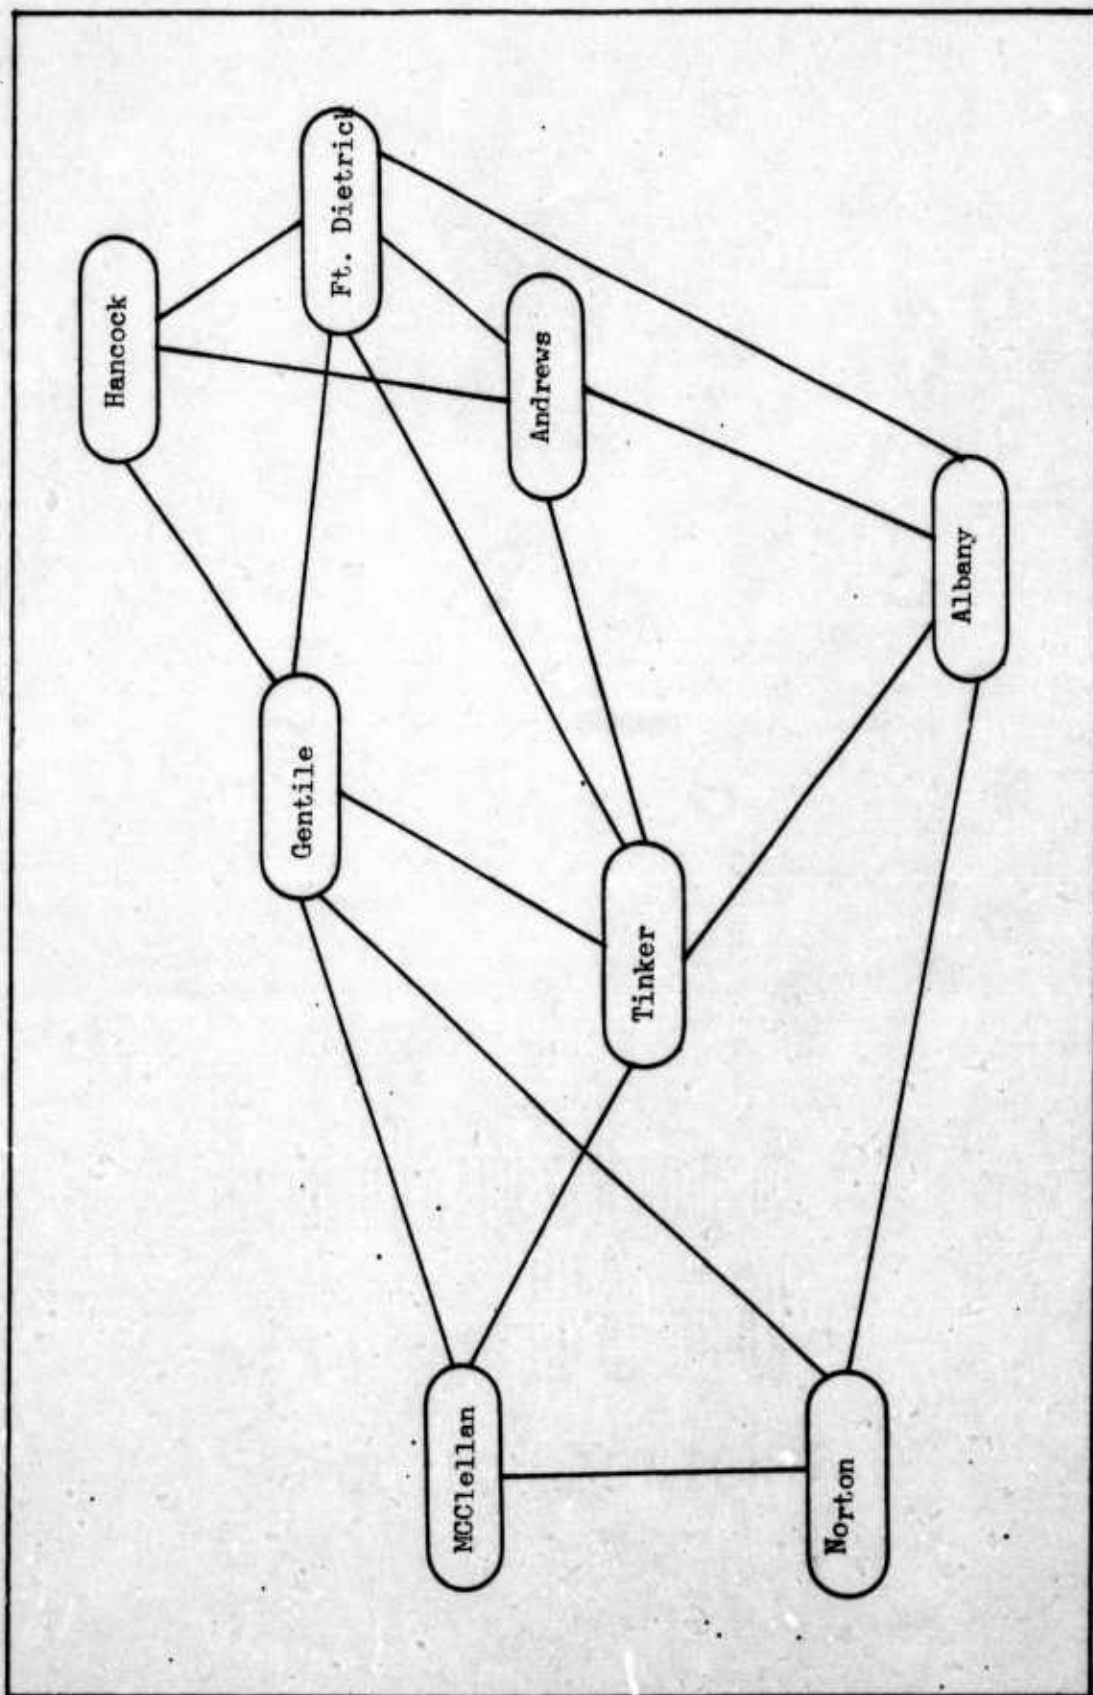 Hancock
Ft. Dietrick
Gentile
Andrews
MCClellan
Tinker
Norton
Albany